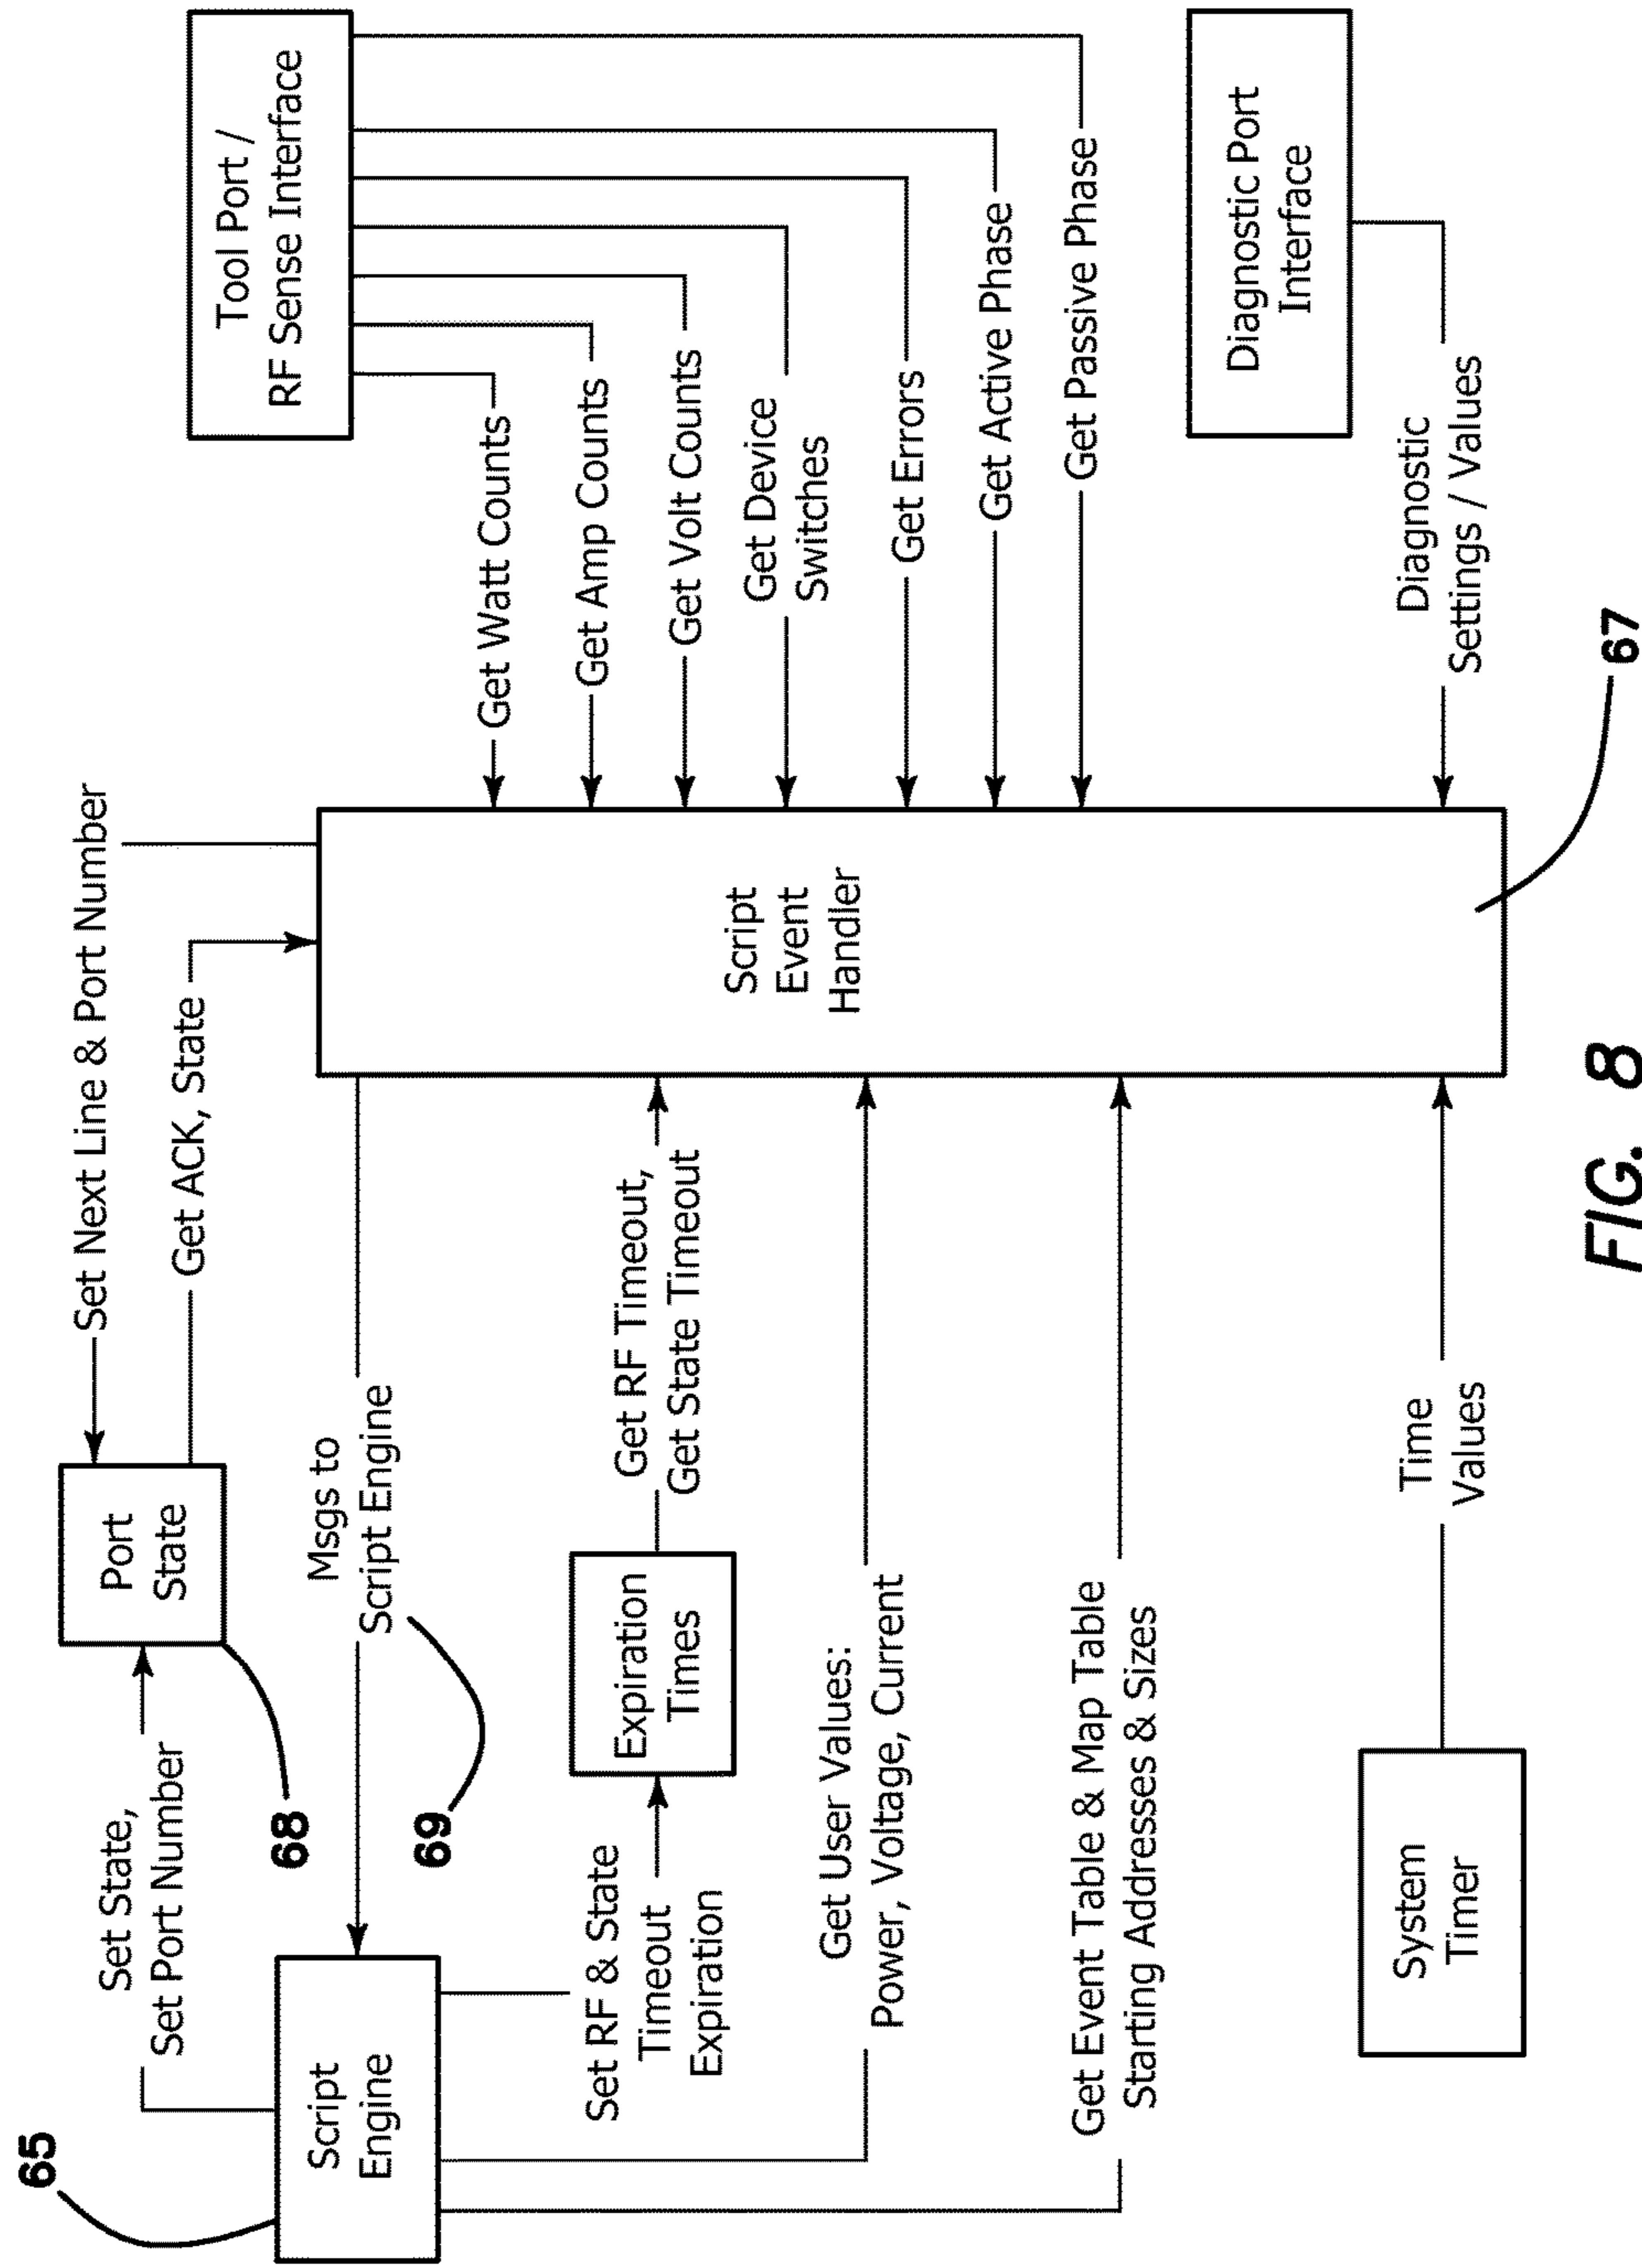 65
Script
Engine
Set State,
Set Port Number
68
Port
State
Set Next Line & Port Number
Get ACK, State
Msgs to
Script Engine
69
Set RF & State
Timeout
Expiration
Expiration
Times
Get RF Timeout,
Get State Timeout
Get User Values:
Power, Voltage, Current
Get Event Table & Map Table
Starting Addresses & Sizes
System
Timer
Time
Values
Script
Event
Handler
67
Tool Port /
RF Sense Interface
Get Watt Counts
Get Amp Counts
Get Volt Counts
Get Device
Switches
Get Errors
Get Active Phase
Get Passive Phase
Diagnostic Port
Interface
Diagnostic
Settings / Values
FIG. 8